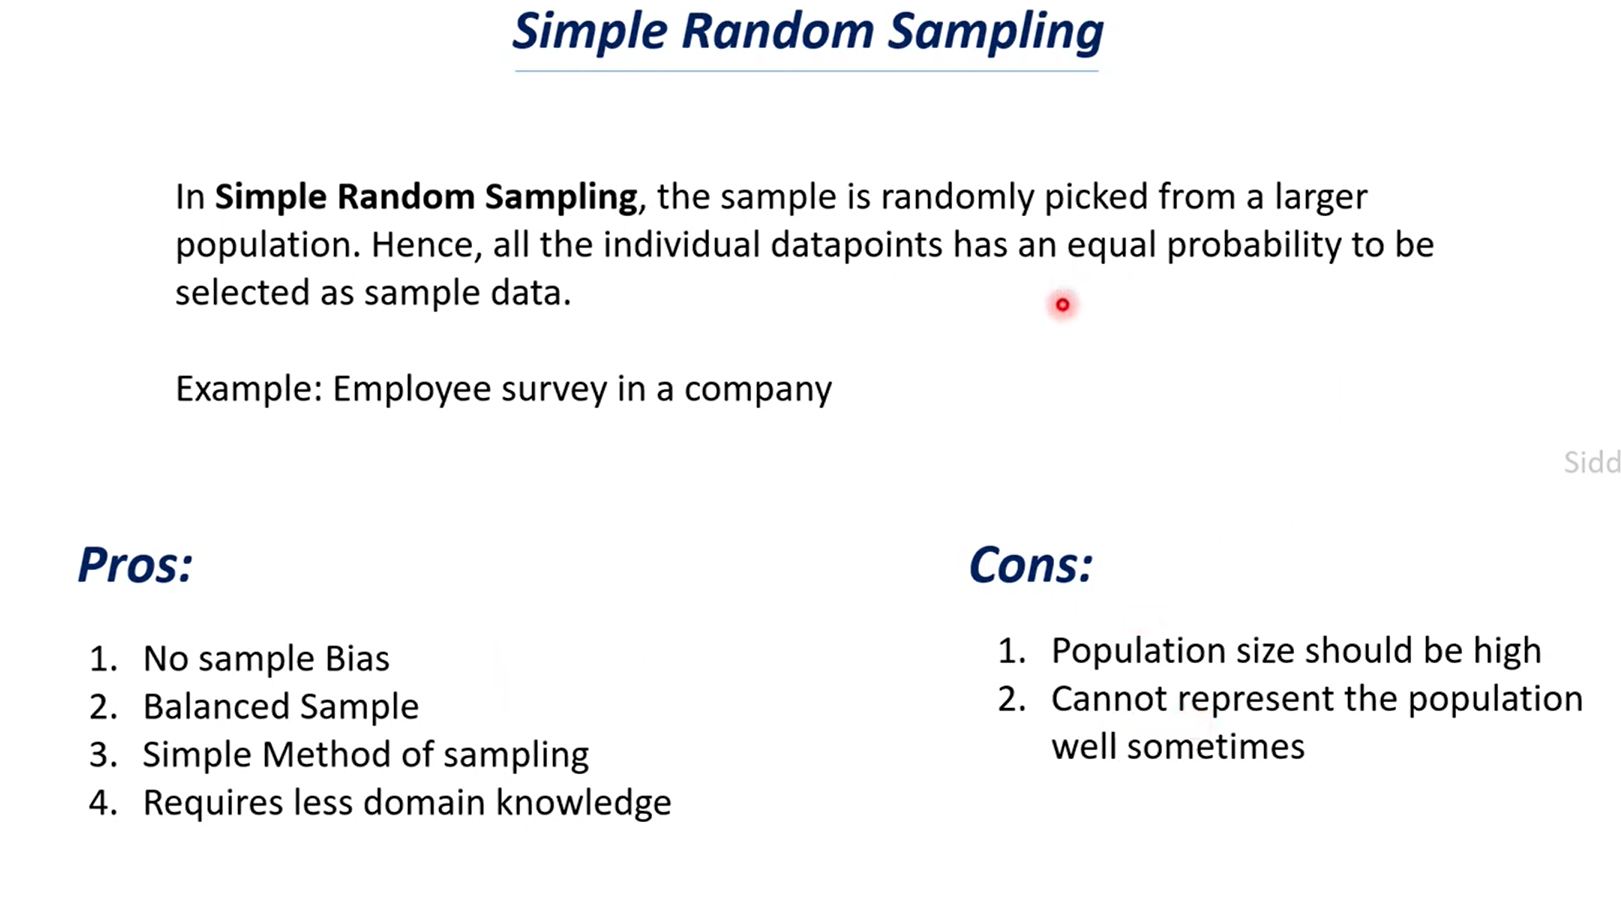 Simple Random Sampling
In Simple Random Sampling, the sample is randomly picked from a larger
population. Hence, all the individual datapoints has an equal probability to be
selected as sample data.
Example: Employee survey in a company
Sidd
Pros:
1. No sample Bias
2. Balanced Sample
3. Simple Method of sampling
4. Requires less domain knowledge
Cons:
1. Population size should be high
2. Cannot represent the population
well sometimes